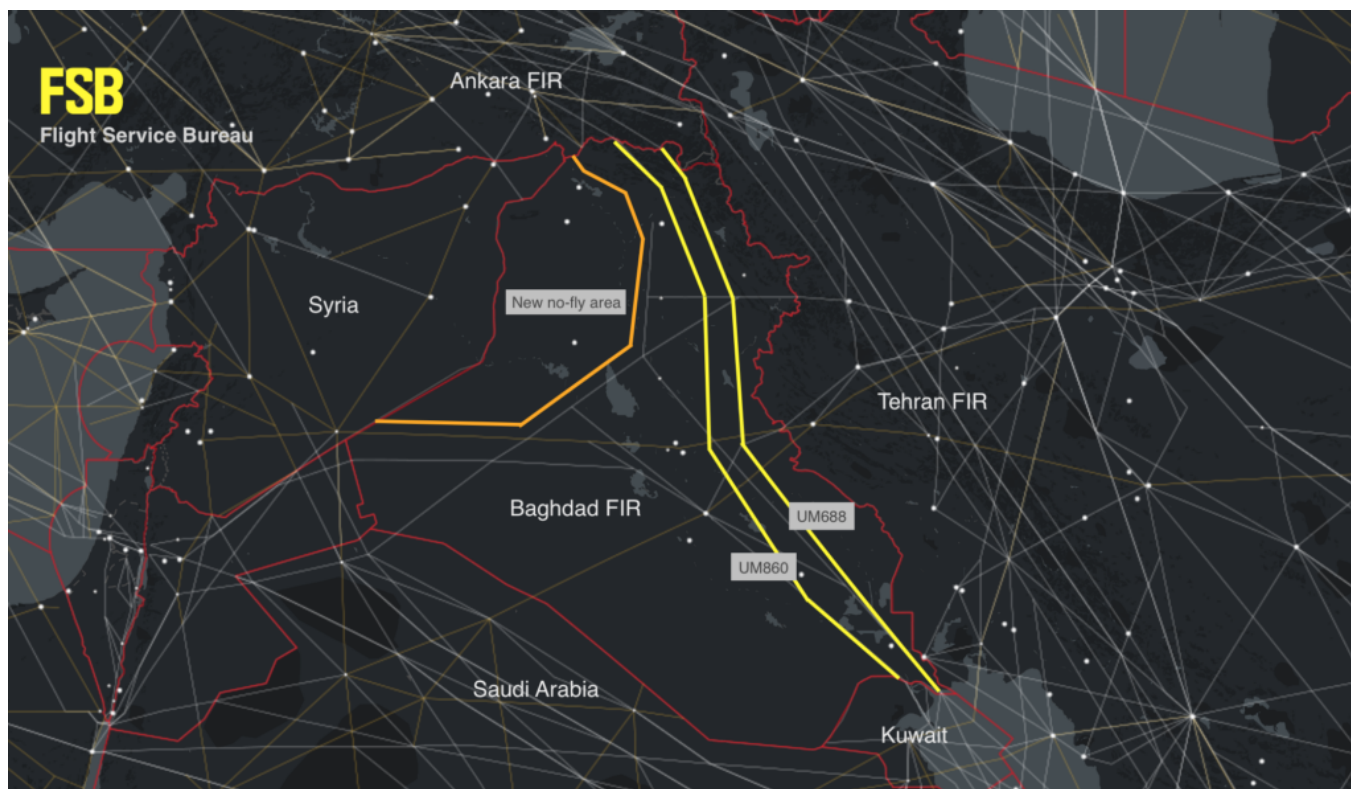 FSB
Flight Service Bureau
Ankara FIR
Syria
New no-fly area
Tehran FIR
Baghdad FIR
UM688
UM860
Saudi Arabia
Kuwait